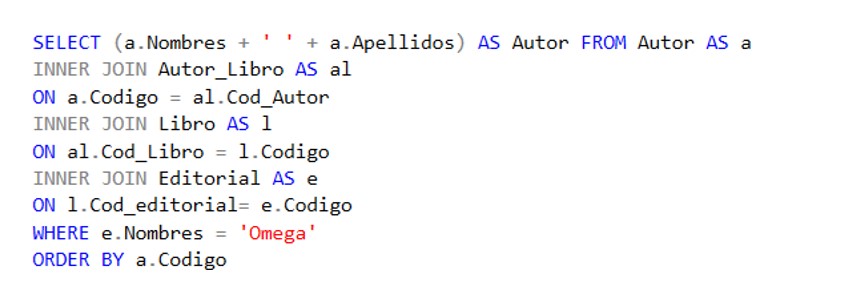 SELECT (a.Nombres + ' ' + a.Apellidos) AS Autor FROM Autor AS a
INNER JOIN Autor_Libro AS al
ON a.Codigo = al.Cod_Autor
INNER JOIN Libro AS l
ON al.Cod_Libro = l.Codigo
INNER JOIN Editorial AS e
ON l.Cod_editorial= e.Codigo
WHERE e.Nombres = 'Omega'
ORDER BY a.Codigo